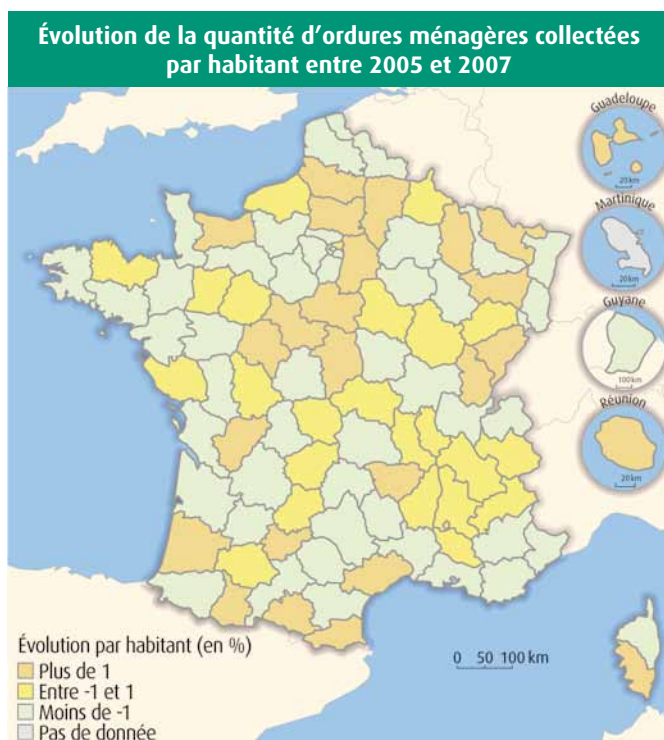 Évolution de la quantité d'ordures ménagères collectées
par habitant entre 2005 et 2007
Guadeloupe
20 km
Martinique
20 km
Guyane
100 km
Réunion
20 km
Évolution par habitant (en %)
Plus de 1
Entre -1 et 1
Moins de -1
Pas de donnée
0 50 100 km